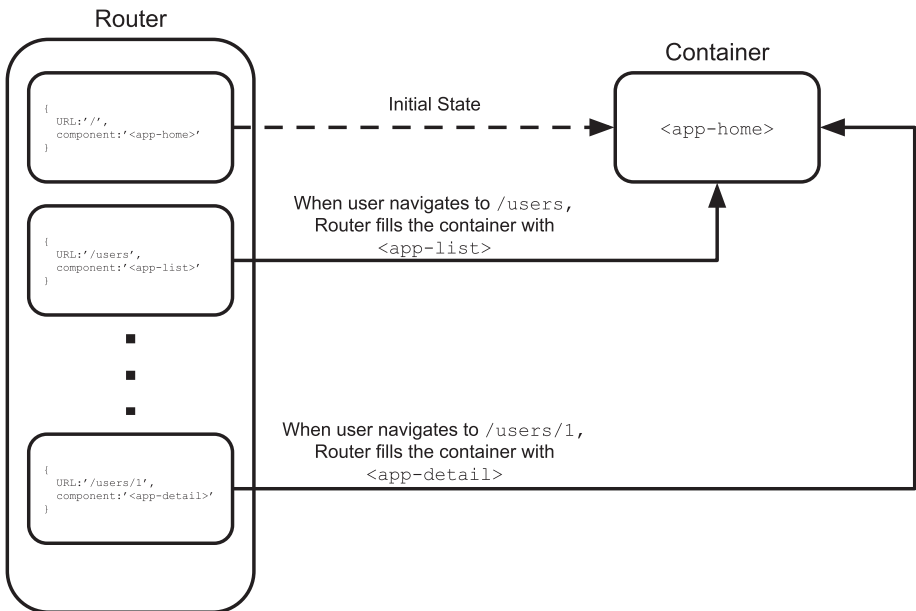 Router
{
URL:'/',
component:'<app-home>'
}
Initial State
Container
<app-home>
{
URL:'/users',
component:'<app-list>'
}
When user navigates to /users,
Router fills the container with
<app-list>
{
URL:'/users/1',
component:'<app-detail>'
}
When user navigates to /users/1,
Router fills the container with
<app-detail>